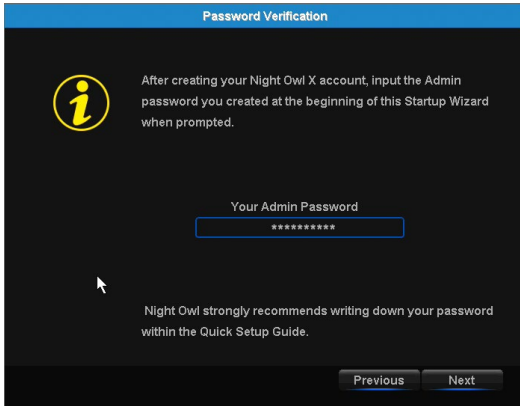 Password Verification
After creating your Night Owl X account, input the Admin
password you created at the beginning of this Startup Wizard
when prompted.
Your Admin Password
**********
Night Owl strongly recommends writing down your password
within the Quick Setup Guide.
Previous Next